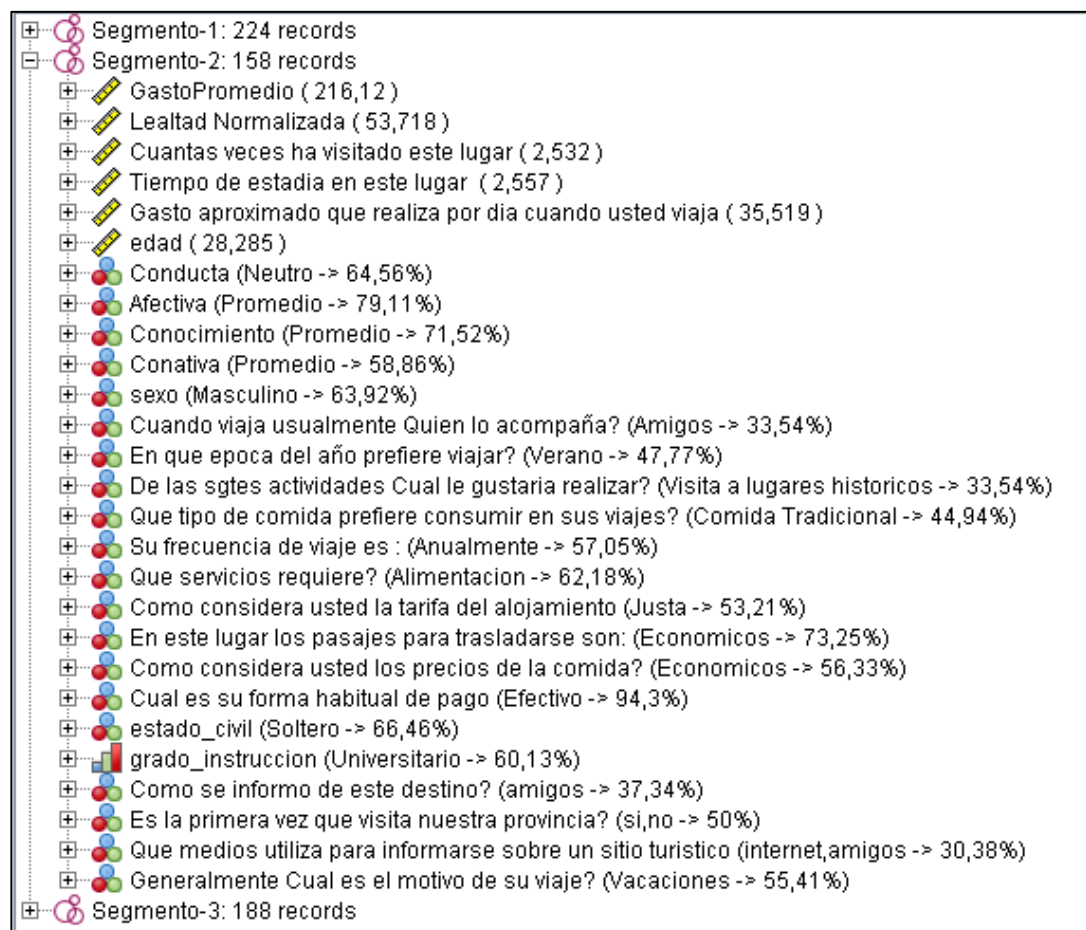 Segmento-1: 224 records
Segmento-2: 158 records
GastoPromedio ( 216,12 )
Lealtad Normalizada ( 53,718 )
Cuantas veces ha visitado este lugar ( 2,532 )
Tiempo de estadia en este lugar ( 2,557 )
Gasto aproximado que realiza por dia cuando usted viaja ( 35,519 )
edad ( 28,285 )
Conducta (Neutro -> 64,56%)
Afectiva (Promedio -> 79,11%)
Conocimiento (Promedio -> 71,52%)
Conativa (Promedio -> 58,86%)
sexo (Masculino -> 63,92%)
Cuando viaja usualmente Quien lo acompaña? (Amigos -> 33,54%)
En que epoca del año prefiere viajar? (Verano -> 47,77%)
De las sgtes actividades Cual le gustaria realizar? (Visita a lugares historicos -> 33,54%)
Que tipo de comida prefiere consumir en sus viajes? (Comida Tradicional -> 44,94%)
Su frecuencia de viaje es : (Anualmente -> 57,05%)
Que servicios requiere? (Alimentacion -> 62,18%)
Como considera usted la tarifa del alojamiento (Justa -> 53,21%)
En este lugar los pasajes para trasladarse son: (Economicos -> 73,25%)
Como considera usted los precios de la comida? (Economicos -> 56,33%)
Cual es su forma habitual de pago (Efectivo -> 94,3%)
estado_civil (Soltero -> 66,46%)
grado_instruccion (Universitario -> 60,13%)
Como se informo de este destino? (amigos -> 37,34%)
Es la primera vez que visita nuestra provincia? (si,no -> 50%)
Que medios utiliza para informarse sobre un sitio turistico (internet,amigos -> 30,38%)
Generalmente Cual es el motivo de su viaje? (Vacaciones -> 55,41%)
Segmento-3: 188 records